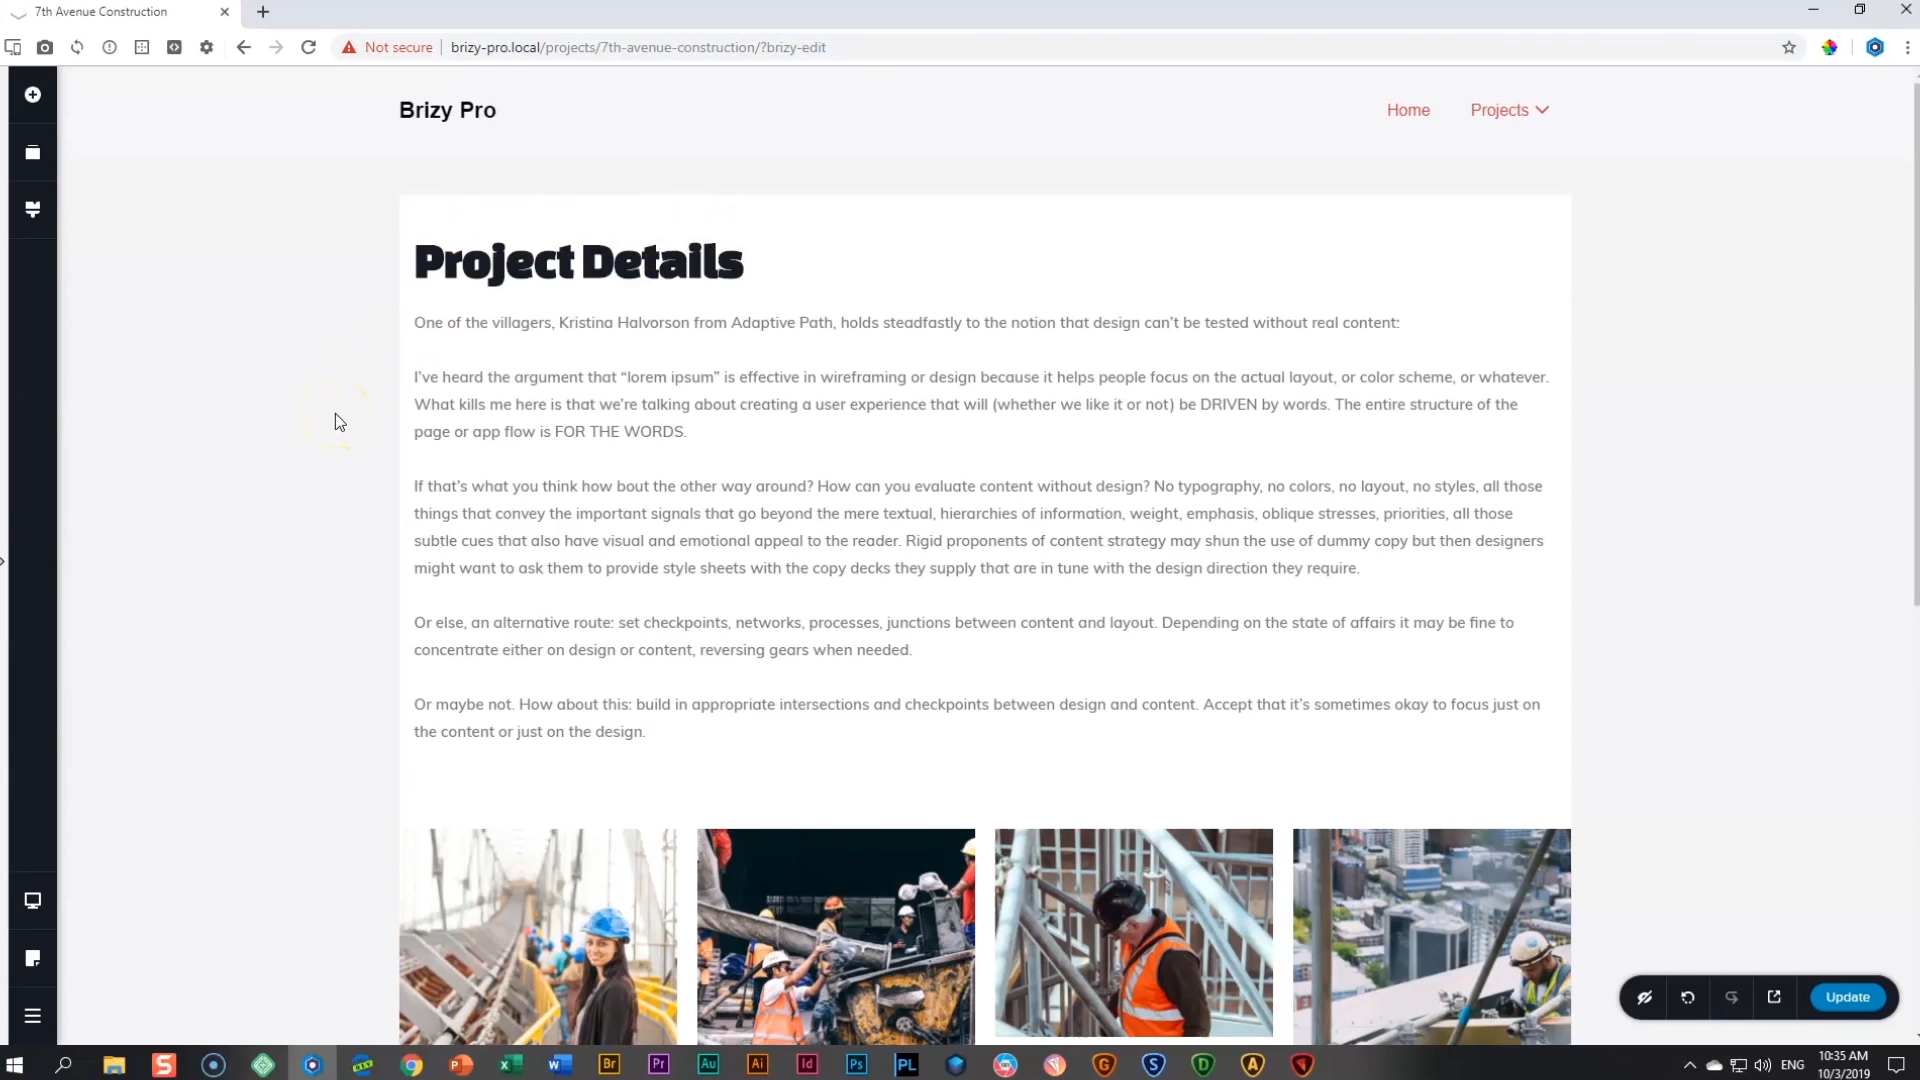 7th Avenue Construction
Not secure
brizy-pro.local/projects/7th-avenue-construction/?brizy-edit
Brizy Pro
Home
Projects
Project Details
One of the villagers, Kristina Halvorson from Adaptive Path, holds steadfastly to the notion that design can’t be tested without real content:
I’ve heard the argument that “lorem ipsum” is effective in wireframing or design because it helps people focus on the actual layout, or color scheme, or whatever.
What kills me here is that we’re talking about creating a user experience that will (whether we like it or not) be DRIVEN by words. The entire structure of the
page or app flow is FOR THE WORDS.
If that’s what you think how bout the other way around? How can you evaluate content without design? No typography, no colors, no layout, no styles, all those
things that convey the important signals that go beyond the mere textual, hierarchies of information, weight, emphasis, oblique stresses, priorities, all those
subtle cues that also have visual and emotional appeal to the reader. Rigid proponents of content strategy may shun the use of dummy copy but then designers
might want to ask them to provide style sheets with the copy decks they supply that are in tune with the design direction they require.
Or else, an alternative route: set checkpoints, networks, processes, junctions between content and layout. Depending on the state of affairs it may be fine to
concentrate either on design or content, reversing gears when needed.
Or maybe not. How about this: build in appropriate intersections and checkpoints between design and content. Accept that it’s sometimes okay to focus just on
the content or just on the design.
Update
Br
Pr
Au
Ai
Id
Ps
PL
G
S
D
A
ENG
10:35 AM
10/3/2019